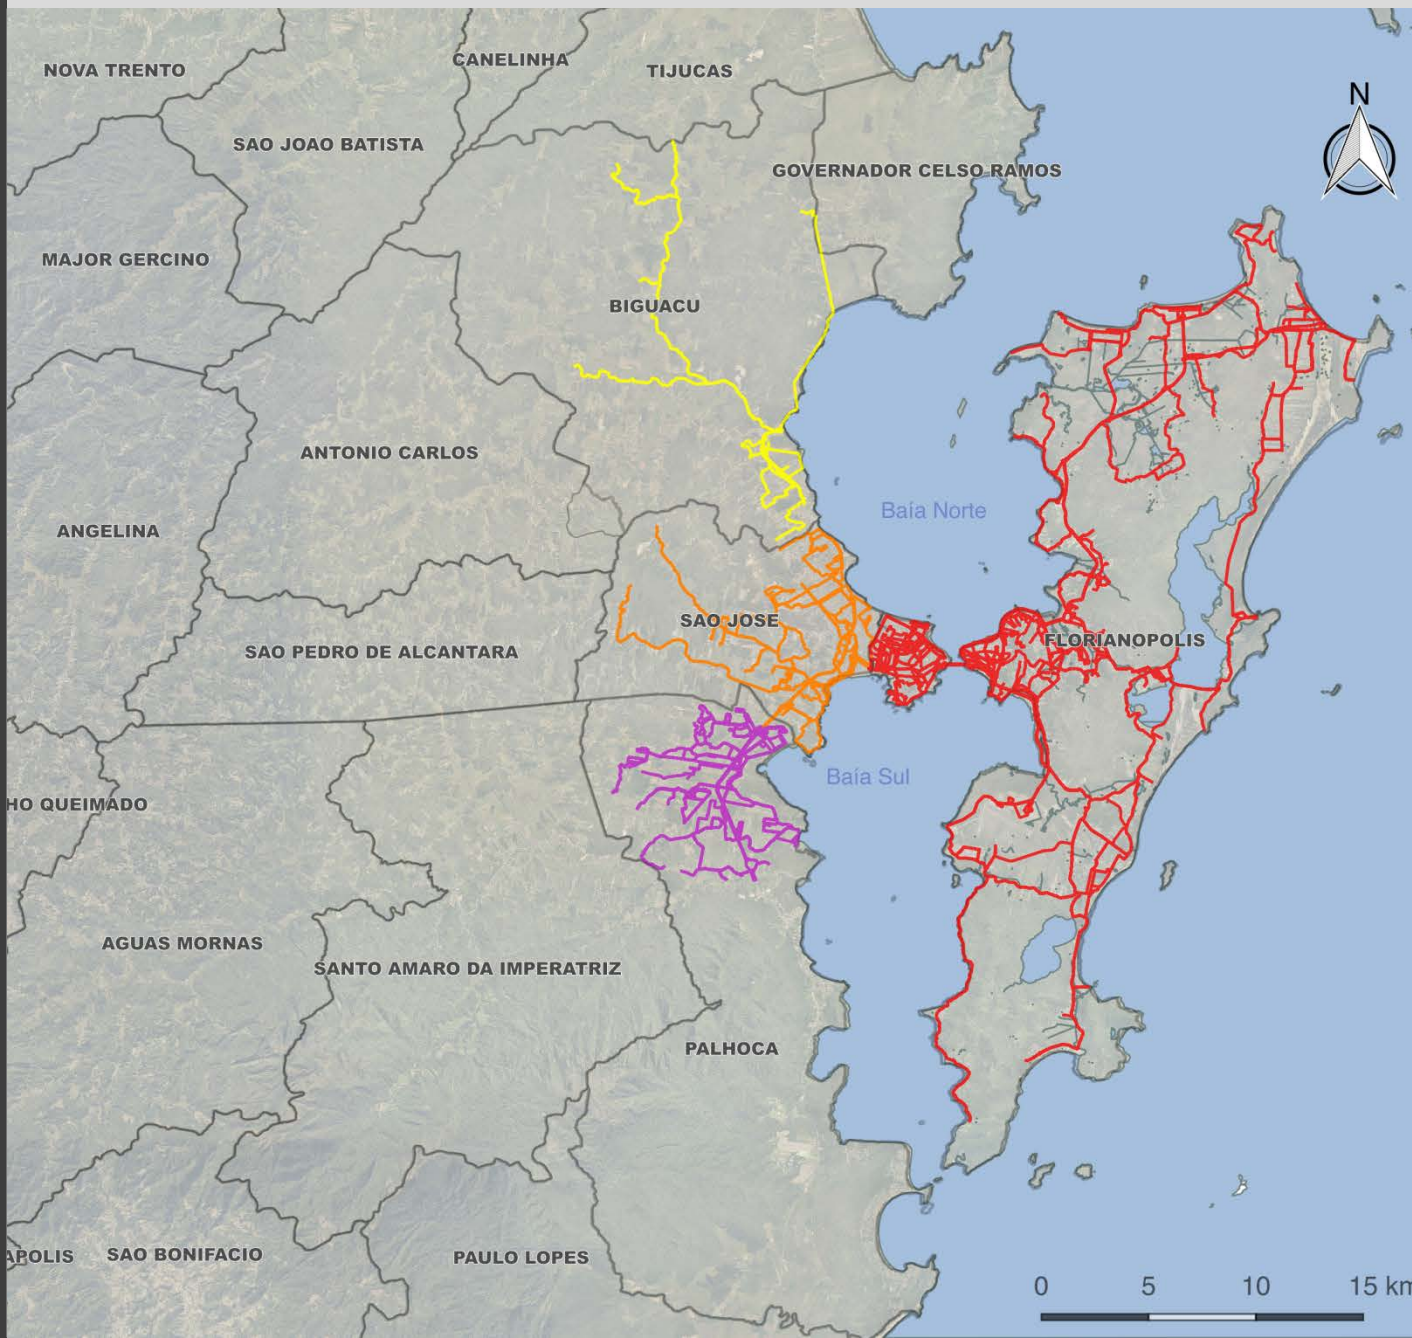 CANELINHA
NOVA TRENTO
TIJUCAS
N
SAO JOAO BATISTA
GOVERNADOR CELSO RAMOS
MAJOR GERCINO
BIGUACU
ANTONIO CARLOS
Baía Norte
ANGELINA
SAO JOSE
FLORIANOPOLIS
SAO PEDRO DE ALCANTARA
Baía Sul
HO QUEIMADO
AGUAS MORNAS
SANTO AMARO DA IMPERATRIZ
PALHOCA
APOLIS
SAO BONIFACIO
PAULO LOPES
0 5 10 15 km